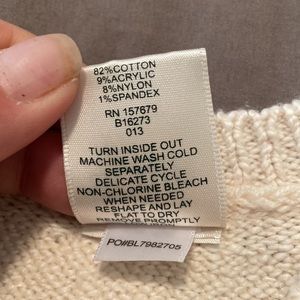 82%COTTON
9%ACRYLIC
8%NYLON
1%SPANDEX
RN 157679
B16273
013
TURN INSIDE OUT
MACHINE WASH COLD
SEPARATELY
DELICATE CYCLE
NON-CHLORINE BLEACH
WHEN NEEDED
RESHAPE AND LAY
FLAT TO DRY
REMOVE PROMPTLY
PO#BL7982705